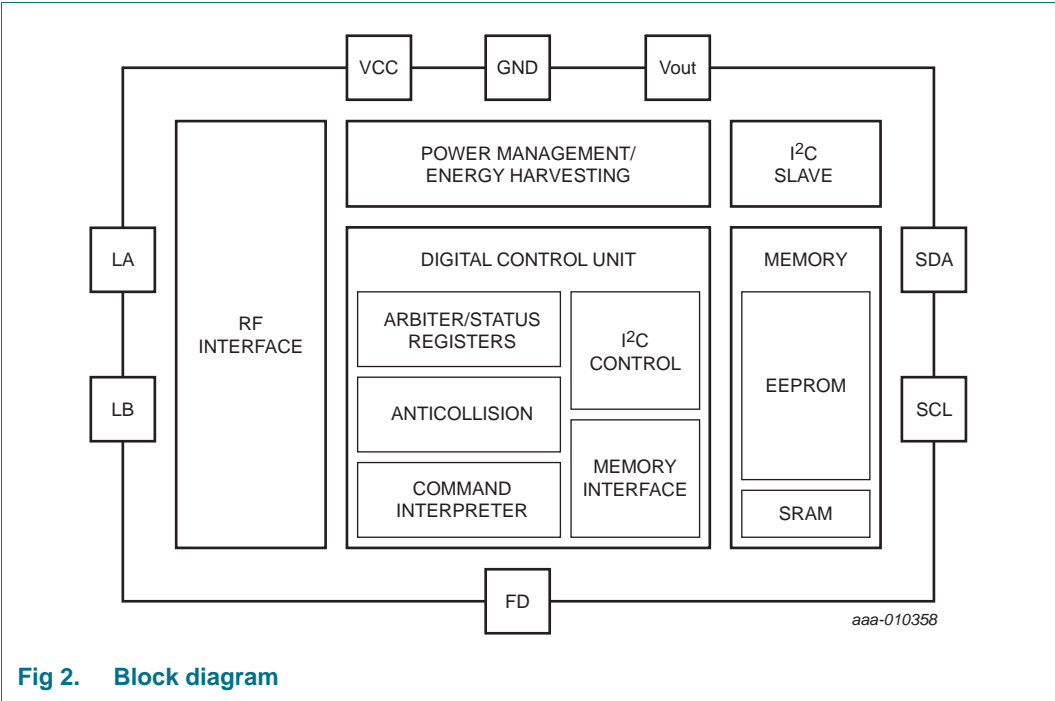 VCC
GND
Vout
POWER MANAGEMENT/
ENERGY HARVESTING
I2C
SLAVE
LA
LB
RF
INTERFACE
DIGITAL CONTROL UNIT
ARBITER/STATUS
REGISTERS
ANTICOLLISION
COMMAND
INTERPRETER
I2C
CONTROL
MEMORY
INTERFACE
MEMORY
EEPROM
SRAM
SDA
SCL
FD
aaa-010358
Fig 2. Block diagram